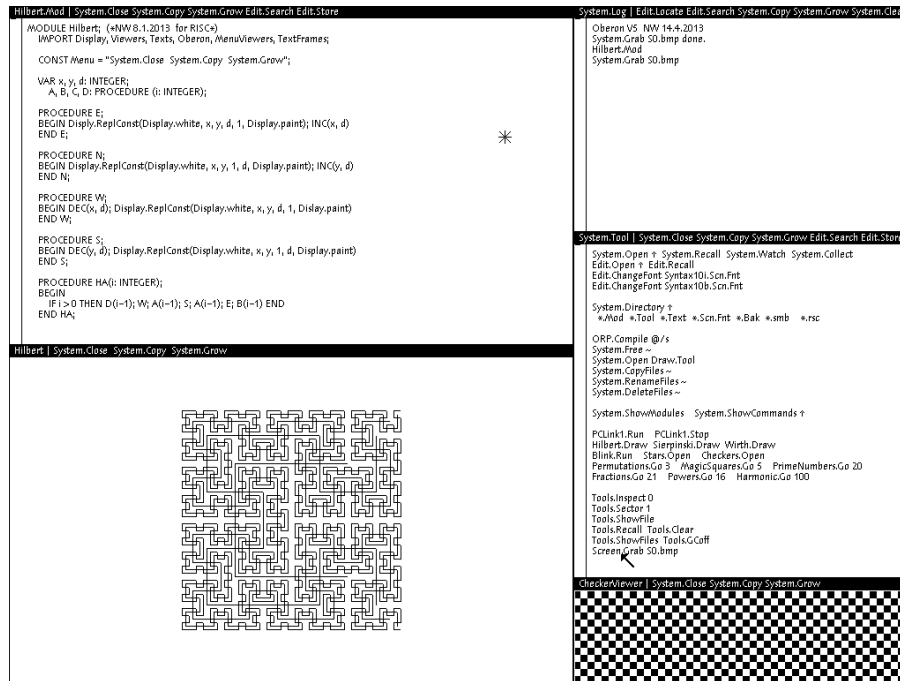 Hilbert.Mod | System.Close System.Copy System.Grow Edit.Search Edit.Store
MODULE Hilbert; (*NW 8.1.2013 for RISC*)
IMPORT Display, Viewers, Texts, Oberon, MenuViewers, TextFrames;
CONST Menu = "System.Close System.Copy System.Grow";
VAR x, y, d: INTEGER;
A, B, C, D: PROCEDURE (i: INTEGER);
PROCEDURE E;
BEGIN Disply.ReplConst(Display.white, x, y, d, 1, Display.paint); INC(x, d)
END E;
PROCEDURE N;
BEGIN Display.ReplConst(Display.white, x, y, 1, d, Display.paint); INC(y, d)
END N;
PROCEDURE W;
BEGIN DEC(x, d); Display.ReplConst(Display.white, x, y, d, 1, Dislay.paint)
END W;
PROCEDURE S;
BEGIN DEC(y, d); Display.ReplConst(Display.white, x, y, 1, d, Display.paint)
END S;
PROCEDURE HA(i: INTEGER);
BEGIN
IF i > 0 THEN D(i-1); W; A(i-1); S; A(i-1); E; B(i-1) END
END HA;
Hilbert | System.Close System.Copy System.Grow
System.Log | Edit.Locate Edit.Search System.Copy System.Grow System.Clea
Oberon V5 NW 14.4.2013
System.Grab S0.bmp done.
Hilbert.Mod
System.Grab S0.bmp
System.Tool | System.Close System.Copy System.Grow Edit.Search Edit.Store
System.Open ↑ System.Recall System.Watch System.Collect
Edit.Open ↑ Edit.Recall
Edit.ChangeFont Syntax10i.Scn.Fnt
Edit.ChangeFont Syntax10b.Scn.Fnt
System.Directory ↑
*.Mod *.Tool *.Text *.Scn.Fnt *.Bak *.smb *.rsc
ORP.Compile @/s
System.Free ~
System.Open Draw.Tool
System.CopyFiles ~
System.RenameFiles ~
System.DeleteFiles ~
System.ShowModules System.ShowCommands ↑
PCLink1.Run PCLink1.Stop
Hilbert.Draw Sierpinski.Draw Wirth.Draw
Blink.Run Stars.Open Checkers.Open
Permutations.Go 3 MagicSquares.Go 5 PrimeNumbers.Go 20
Fractions.Go 21 Powers.Go 16 Harmonic.Go 100
Tools.Inspect 0
Tools.Sector 1
Tools.ShowFile
Tools.Recall Tools.Clear
Tools.ShowFiles Tools.GCoff
Screen.Grab S0.bmp
CheckerViewer | System.Close System.Copy System.Grow